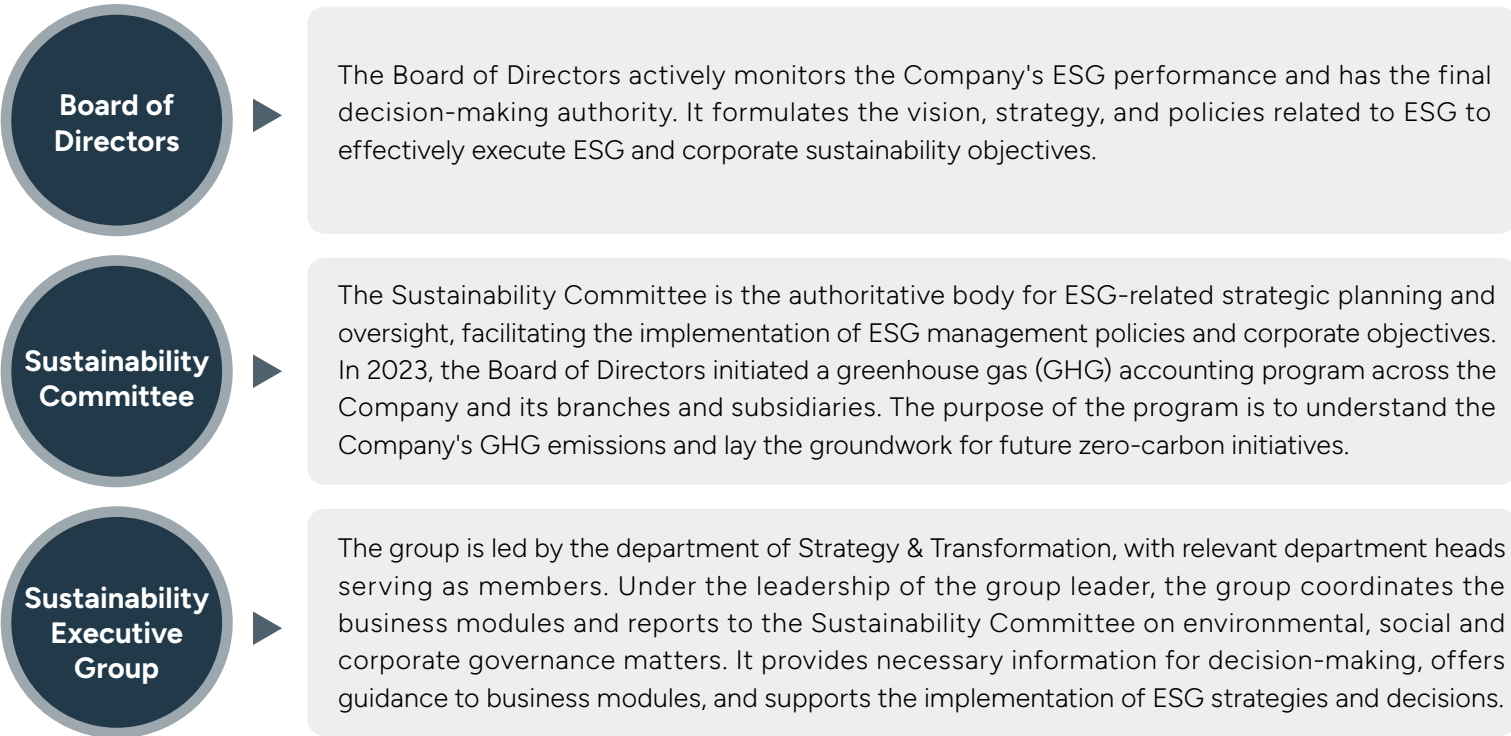 Board of
Directors
The Board of Directors actively monitors the Company's ESG performance and has the final
decision-making authority. It formulates the vision, strategy, and policies related to ESG to
effectively execute ESG and corporate sustainability objectives.
Sustainability
Committee
The Sustainability Committee is the authoritative body for ESG-related strategic planning and
oversight, facilitating the implementation of ESG management policies and corporate objectives.
In 2023, the Board of Directors initiated a greenhouse gas (GHG) accounting program across the
Company and its branches and subsidiaries. The purpose of the program is to understand the
Company's GHG emissions and lay the groundwork for future zero-carbon initiatives.
Sustainability
Executive
Group
The group is led by the department of Strategy & Transformation, with relevant department heads
serving as members. Under the leadership of the group leader, the group coordinates the
business modules and reports to the Sustainability Committee on environmental, social and
corporate governance matters. It provides necessary information for decision-making, offers
guidance to business modules, and supports the implementation of ESG strategies and decisions.